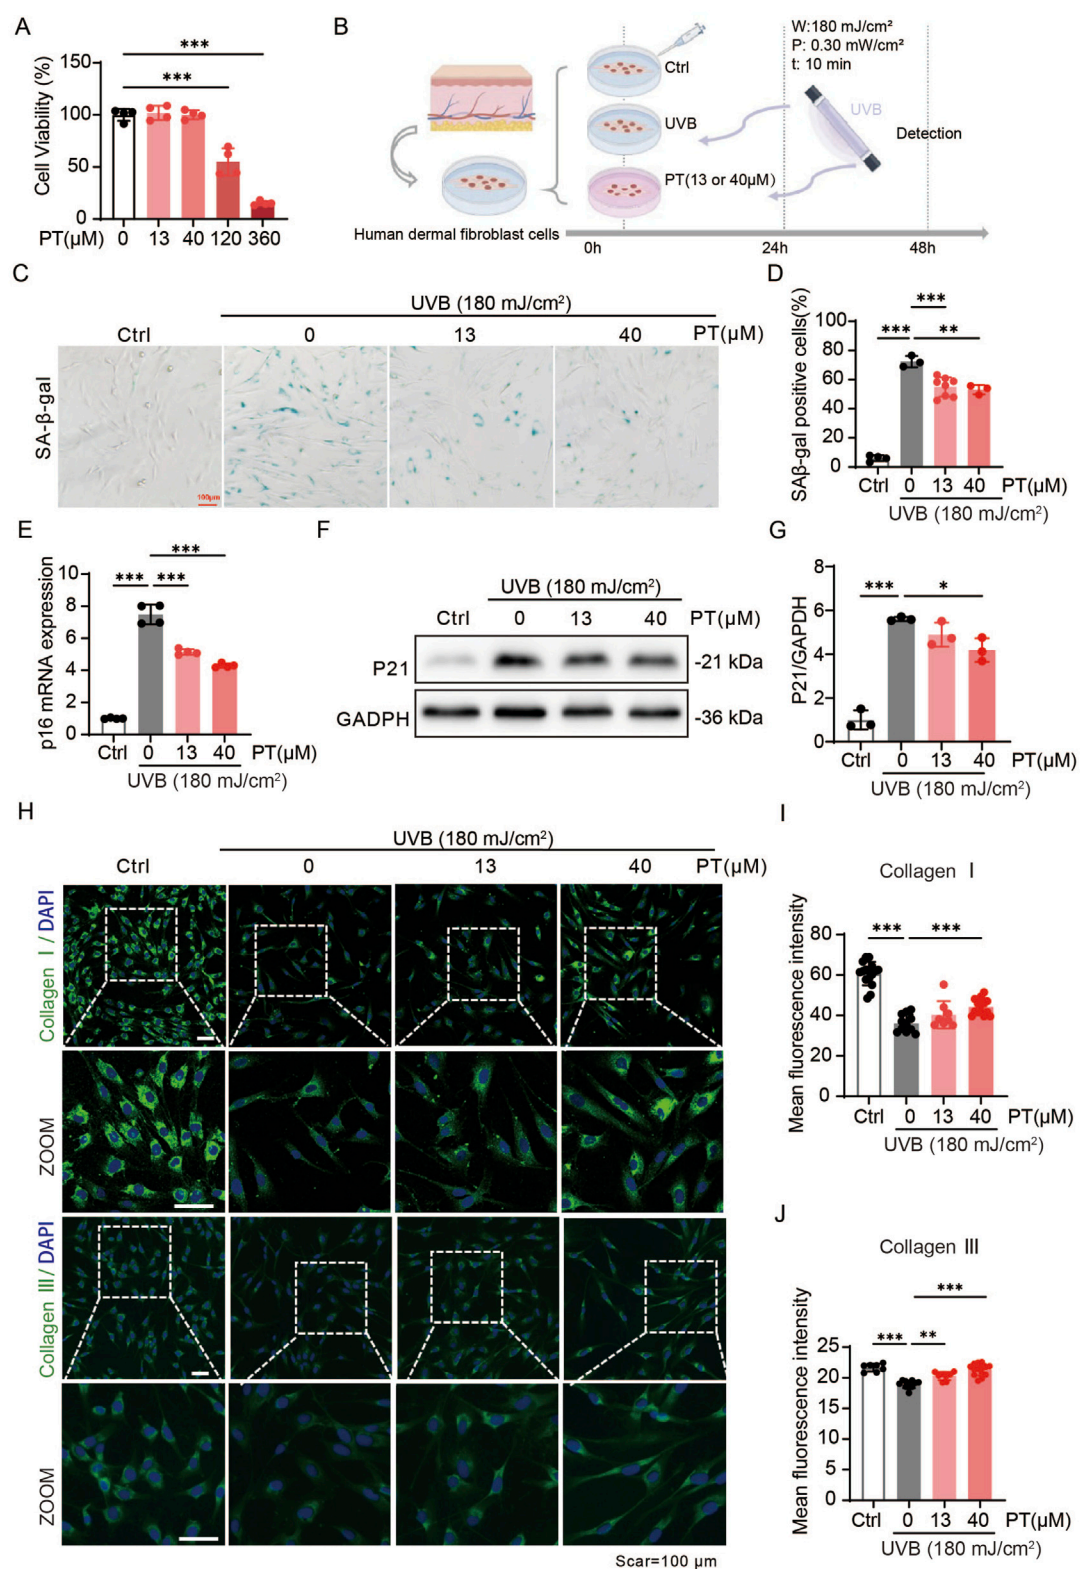 A
***
***
150
100
50
0
Cell Viability (%)
PT(μM) 0 13 40 120 360
B
Ctrl
UVB
PT(13 or 40μM)
W:180 mJ/cm²
P: 0.30 mW/cm²
t: 10 min
UVB
Detection
Human dermal fibroblast cells
0h
24h
48h
C
UVB (180 mJ/cm²)
Ctrl 0 13 40 PT(μM)
SA-β-gal
100μm
D
***
*** **
100
80
60
40
20
0
SAβ-gal positive cells(%)
Ctrl 0 13 40 PT(μM)
UVB (180 mJ/cm²)
E
***
*** ***
10
8
6
4
2
0
p16 mRNA expression
Ctrl 0 13 40 PT(μM)
UVB (180 mJ/cm²)
F
UVB (180 mJ/cm²)
Ctrl 0 13 40 PT(μM)
P21 -21 kDa
GADPH -36 kDa
G
*** *
8
6
4
2
0
P21/GAPDH
Ctrl 0 13 40 PT(μM)
UVB (180 mJ/cm²)
H
UVB (180 mJ/cm²)
Ctrl 0 13 40 PT(μM)
Collagen I / DAPI
ZOOM
Collagen III/ DAPI
ZOOM
Scar=100 μm
I
Collagen I
*** ***
80
60
40
20
0
Mean fluorescence intensity
Ctrl 0 13 40 PT(μM)
UVB (180 mJ/cm²)
J
Collagen III
***
*** **
25
20
15
10
5
0
Mean fluorescence intensity
Ctrl 0 13 40 PT(μM)
UVB (180 mJ/cm²)